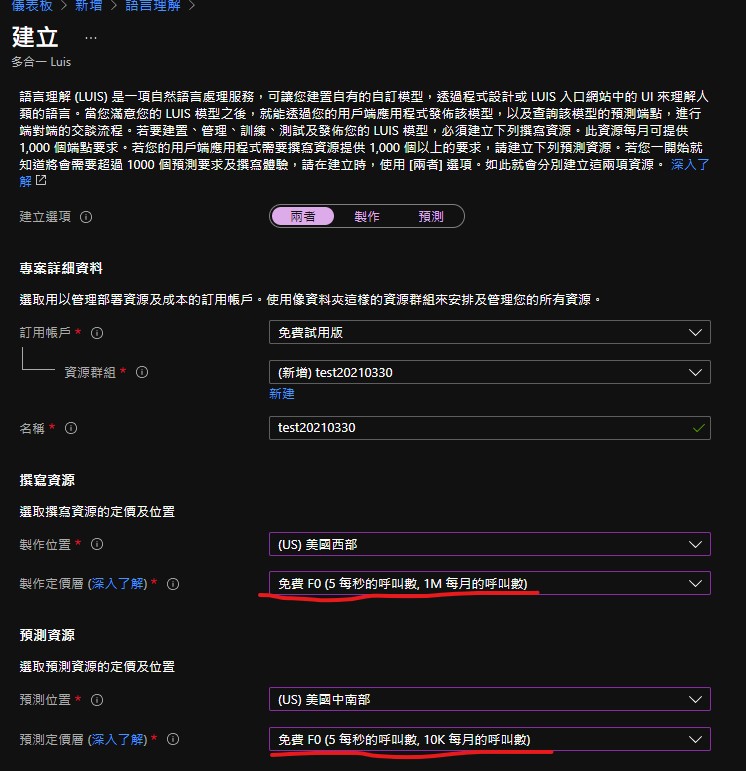 儀表板 > 新增 > 語言理解 >
建立 ...
多合一 Luis
語言理解 (LUIS) 是一項自然語言處理服務，可讓您建置自有的自訂模型，透過程式設計或 LUIS 入口網站中的 UI 來理解人
類的語言。當您滿意您的 LUIS 模型之後，就能透過您的用戶端應用程式發佈該模型，以及查詢該模型的預測端點，進行
端對端的交談流程。若要建置、管理、訓練、測試及發佈您的 LUIS 模型，必須建立下列撰寫資源。此資源每月可提供
1,000 個端點要求。若您的用戶端應用程式需要撰寫資源提供 1,000 個以上的要求，請建立下列預測資源。若您一開始就
知道將會需要超過 1000 個預測要求及撰寫體驗，請在建立時，使用 [兩者] 選項。如此就會分別建立這兩項資源。 深入了
解
建立選項 兩者 製作 預測
專案詳細資料
選取用以管理部署資源及成本的訂用帳戶。使用像資料夾這樣的資源群組來安排及管理您的所有資源。
訂用帳戶 * 免費試用版
資源群組 * (新增) test20210330
新建
名稱 * test20210330
撰寫資源
選取撰寫資源的定價及位置
製作位置 * (US) 美國西部
製作定價層 (深入了解) * 免費 F0 (5 每秒的呼叫數, 1M 每月的呼叫數)
預測資源
選取預測資源的定價及位置
預測位置 * (US) 美國中南部
預測定價層 (深入了解) * 免費 F0 (5 每秒的呼叫數, 10K 每月的呼叫數)